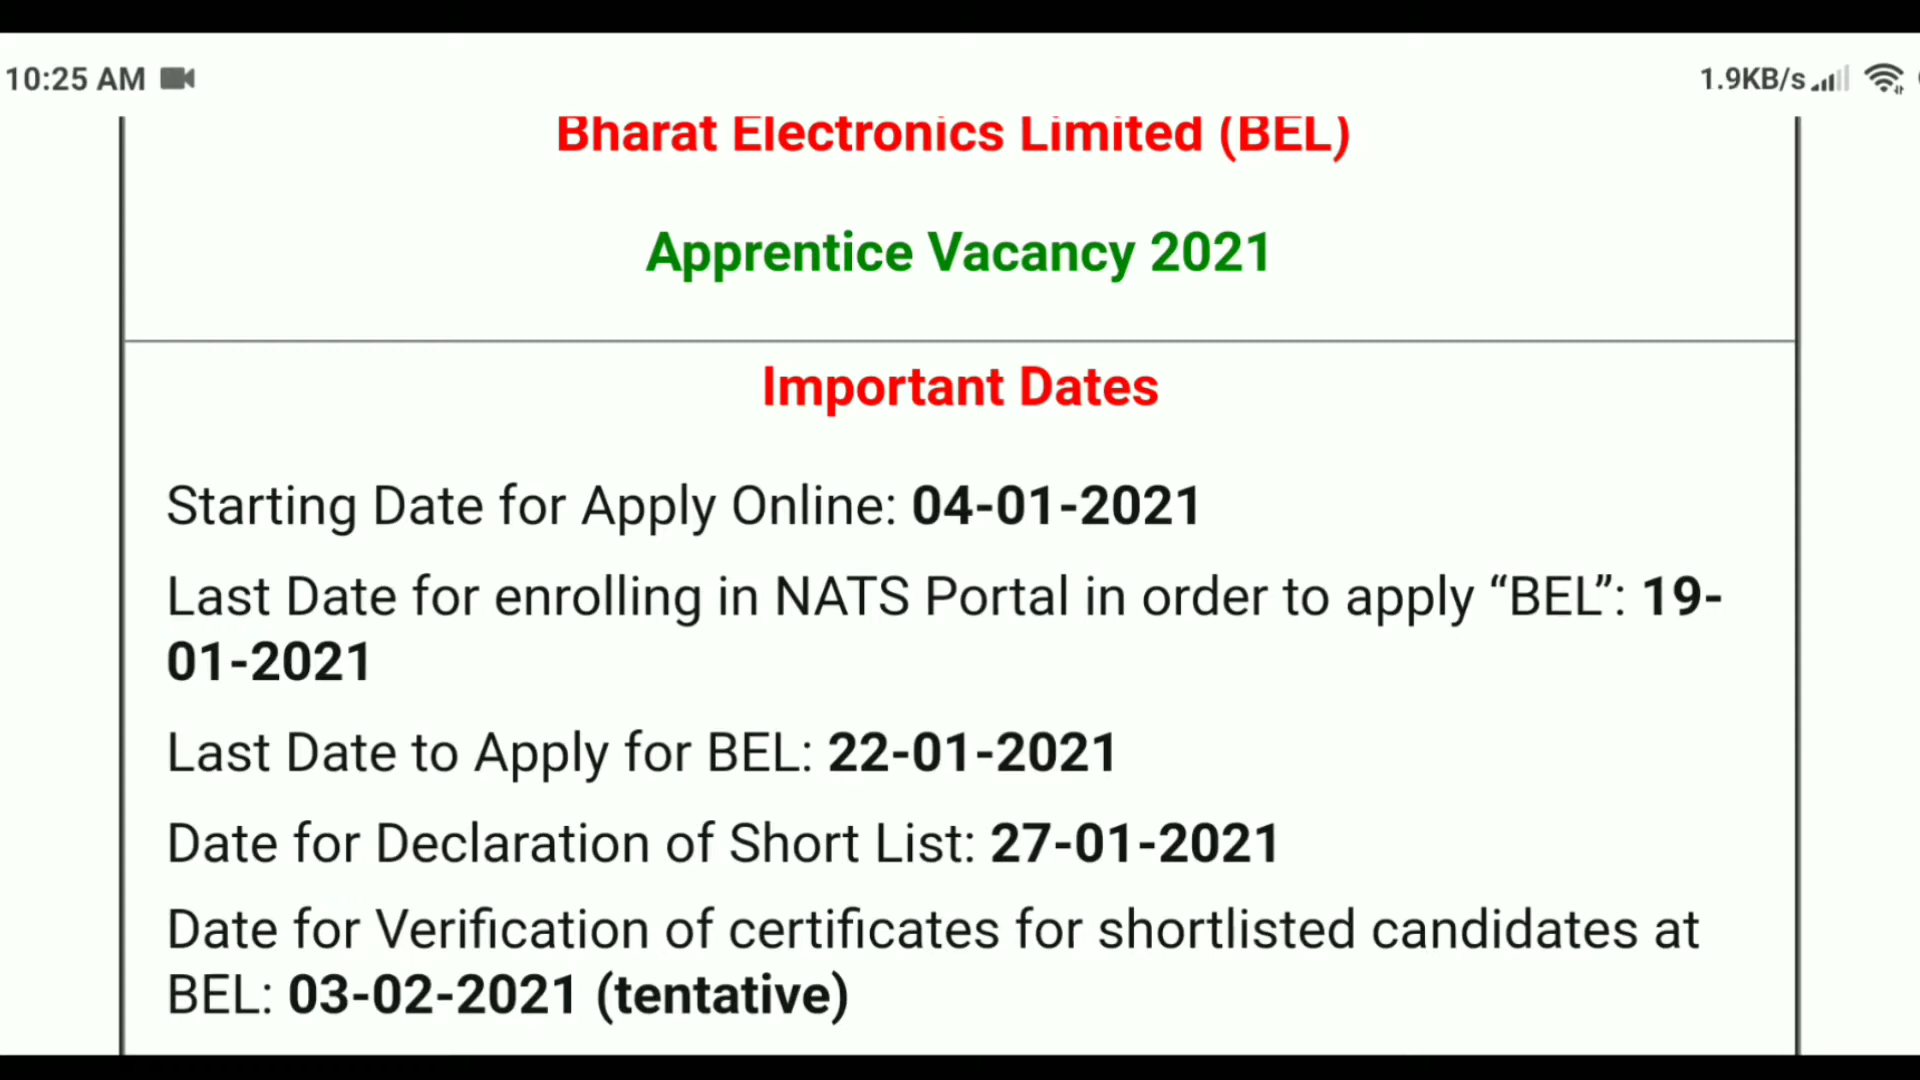 10:25 AM
1.9KB/s
Bharat Electronics Limited (BEL)
Apprentice Vacancy 2021
Important Dates
Starting Date for Apply Online: 04-01-2021
Last Date for enrolling in NATS Portal in order to apply “BEL”: 19-
01-2021
Last Date to Apply for BEL: 22-01-2021
Date for Declaration of Short List: 27-01-2021
Date for Verification of certificates for shortlisted candidates at
BEL: 03-02-2021 (tentative)